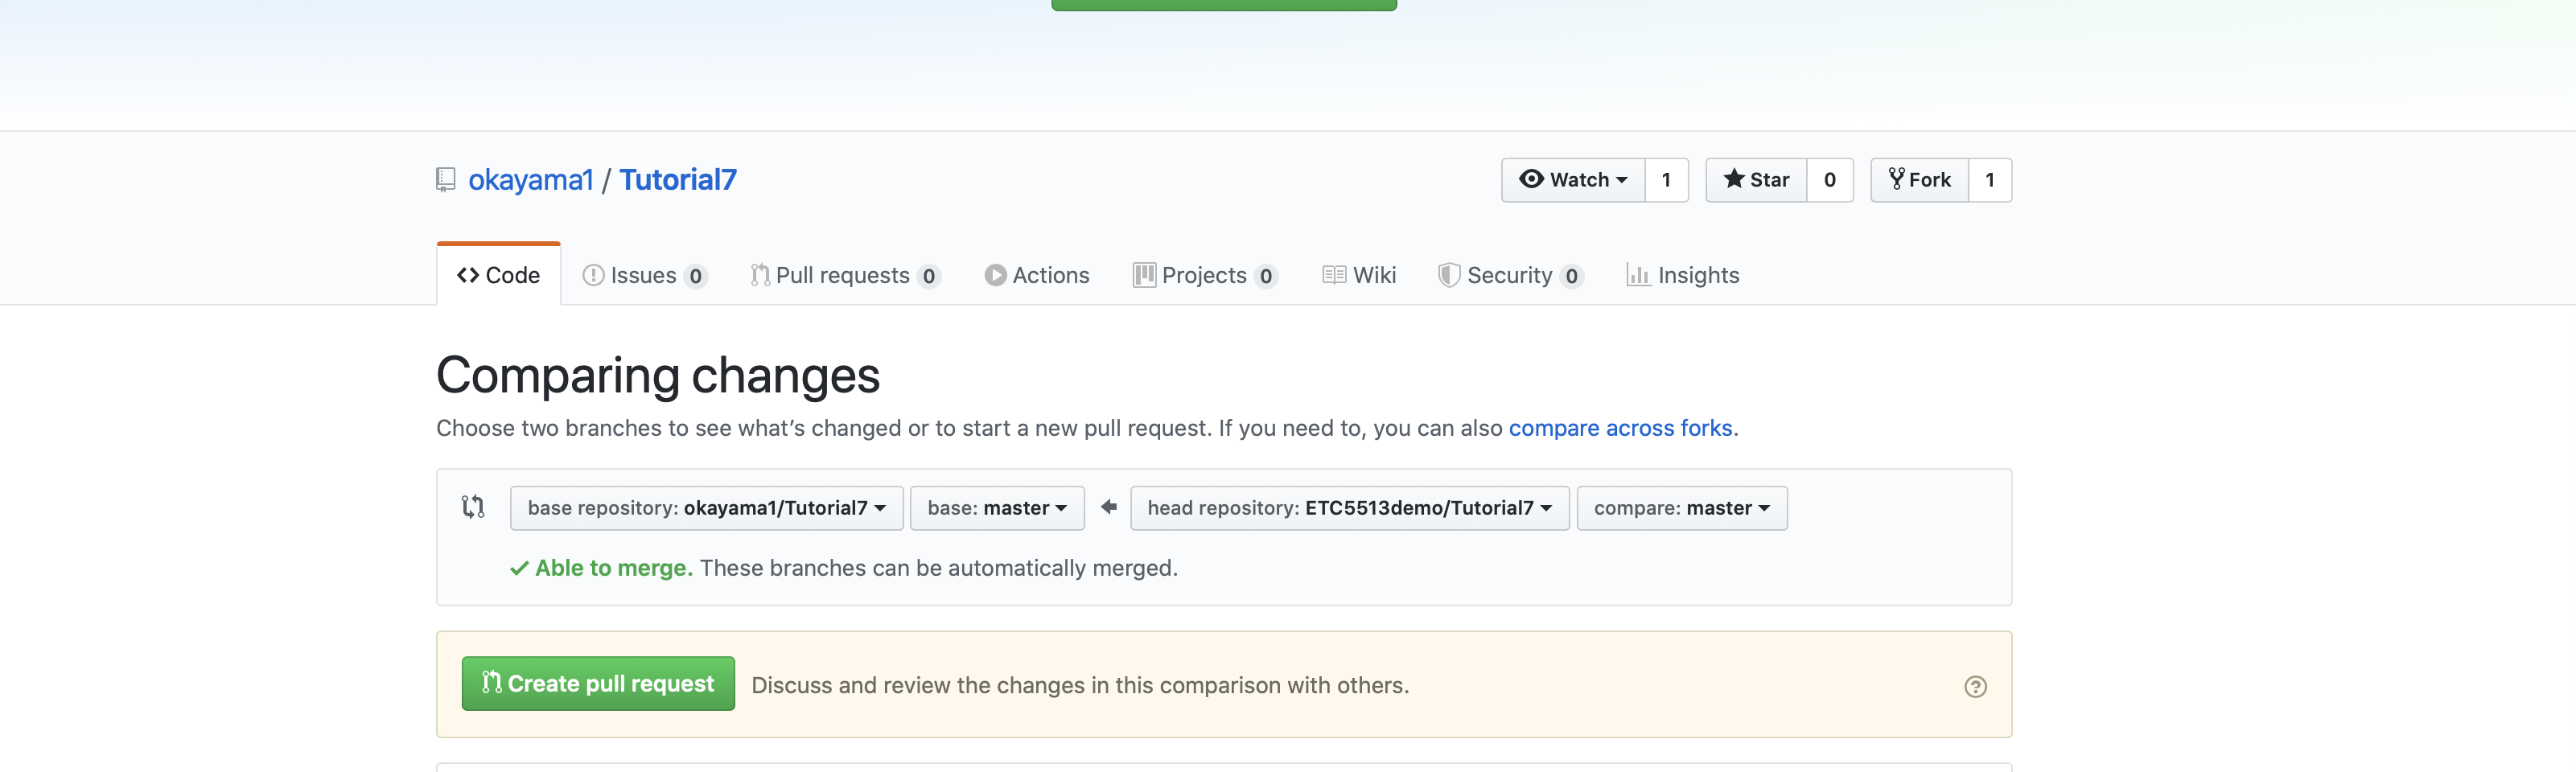 okayama1 / Tutorial7
Watch 1 Star 0 Fork 1
Code Issues 0 Pull requests 0 Actions Projects 0 Wiki Security 0 Insights
Comparing changes
Choose two branches to see what’s changed or to start a new pull request. If you need to, you can also compare across forks.
base repository: okayama1/Tutorial7 base: master head repository: ETC5513demo/Tutorial7 compare: master
Able to merge. These branches can be automatically merged.
Create pull request Discuss and review the changes in this comparison with others.